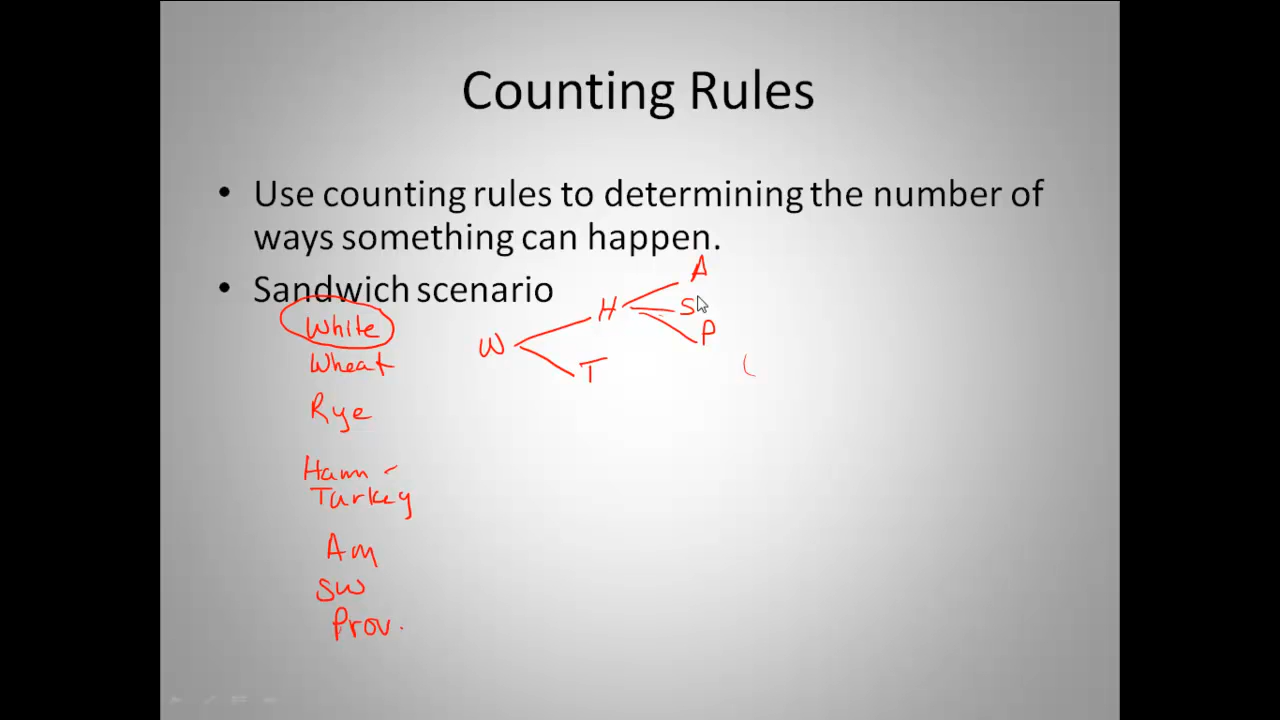 Counting Rules
• Use counting rules to determining the number of
ways something can happen.
• Sandwich scenario
White
Wheat
Rye
Ham -
Turkey
Am
SW
Prov.
W
H
T
A
S
P
(